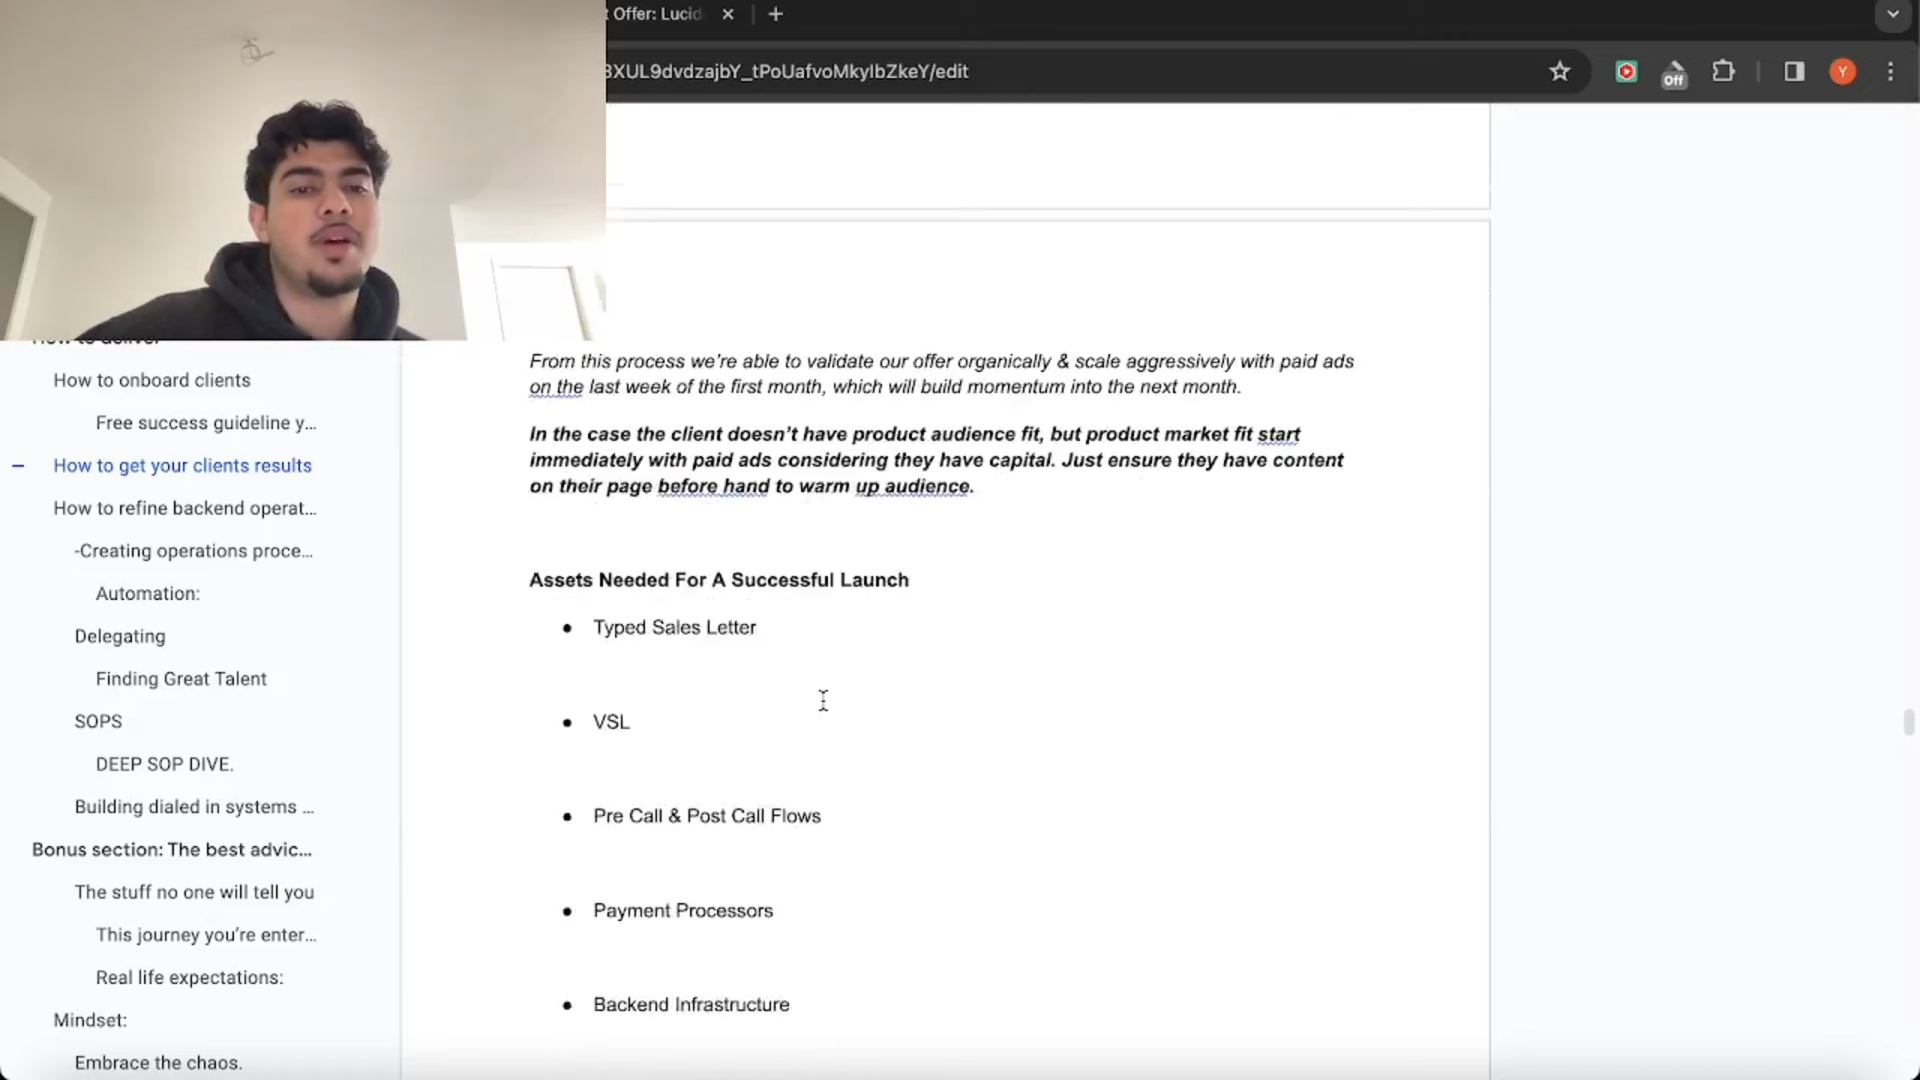 t Offer: Lucid
3XUL9dvdzajbY_tPoUafvoMkyIbZkeY/edit
Off
Y
How to deliver
How to onboard clients
Free success guideline y...
How to get your clients results
How to refine backend operat...
-Creating operations proce...
Automation:
Delegating
Finding Great Talent
SOPS
DEEP SOP DIVE.
Building dialed in systems ...
Bonus section: The best advic...
The stuff no one will tell you
This journey you're enter...
Real life expectations:
Mindset:
Embrace the chaos.
From this process we're able to validate our offer organically & scale aggressively with paid ads
on the last week of the first month, which will build momentum into the next month.
In the case the client doesn't have product audience fit, but product market fit start
immediately with paid ads considering they have capital. Just ensure they have content
on their page before hand to warm up audience.
Assets Needed For A Successful Launch
• Typed Sales Letter
• VSL
• Pre Call & Post Call Flows
• Payment Processors
• Backend Infrastructure